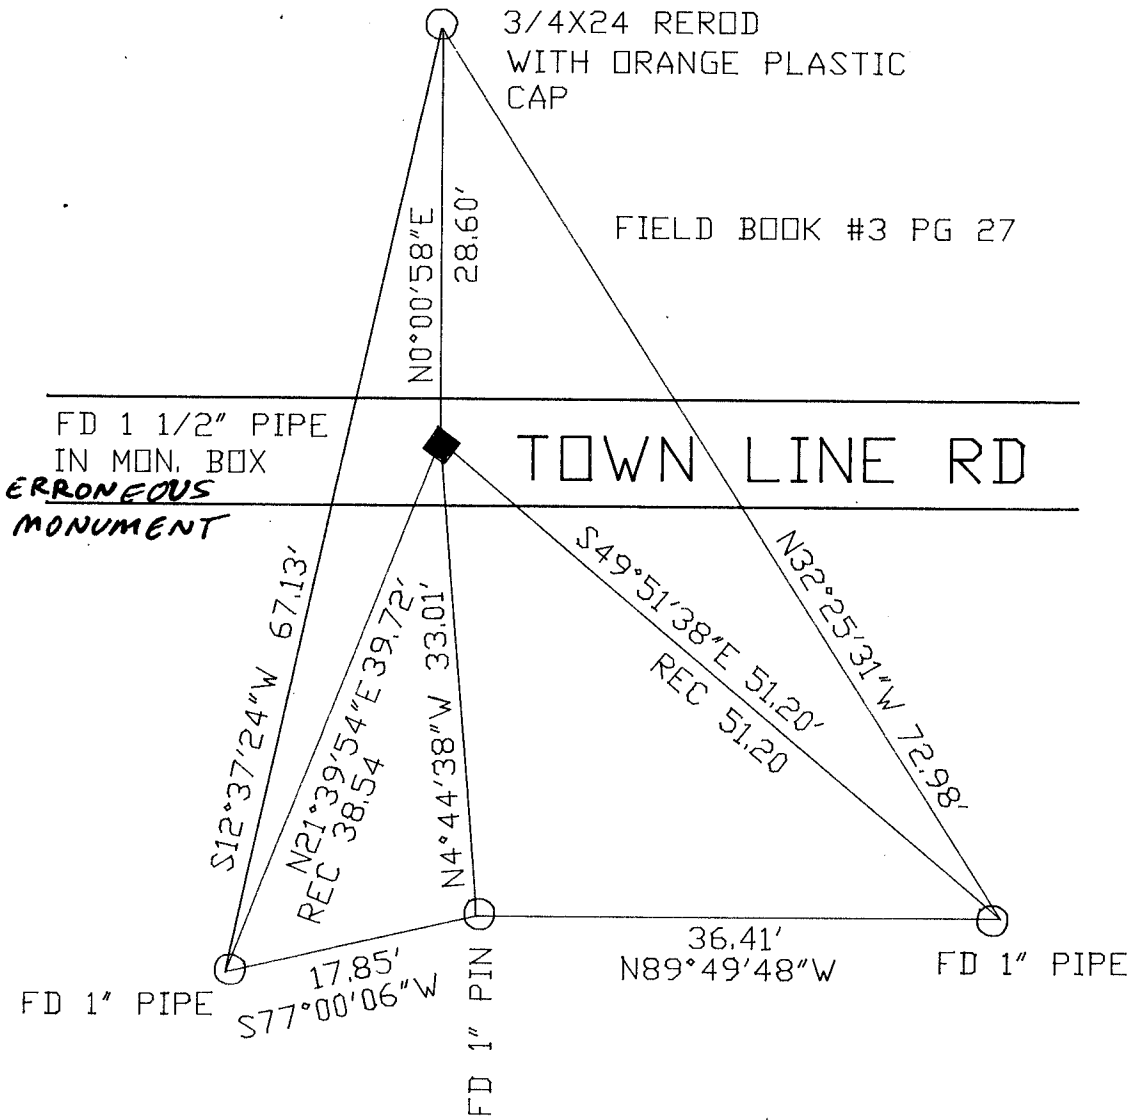 3/4X24 REROD
WITH ORANGE PLASTIC
CAP
FIELD BOOK #3 PG 27
N0°00'58"E
28.60'
FD 1 1/2" PIPE
IN MON. BOX
ERRONEOUS
MONUMENT
TOWN LINE RD
S12°37'24"W 67.13'
N21°39'54"E 39.72'
REC 38.54
N4°44'38"W 33.01'
S49°51'38"E 51.20'
REC 51.20
N32°25'31"W 72.98'
17.85'
S77°00'06"W
36.41'
N89°49'48"W
FD 1" PIPE
FD 1" PIN
FD 1" PIPE